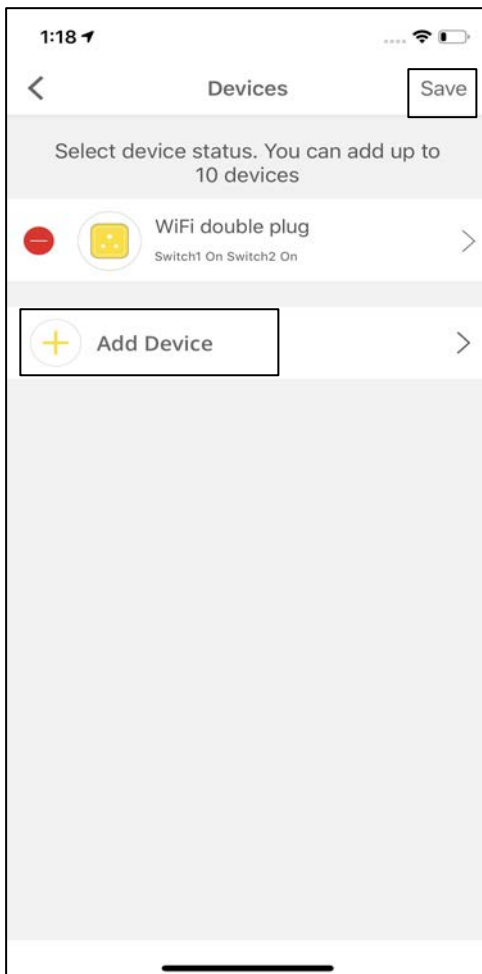 1:18
Devices
Save
Select device status. You can add up to
10 devices
WiFi double plug
Switch1 On Switch2 On
Add Device